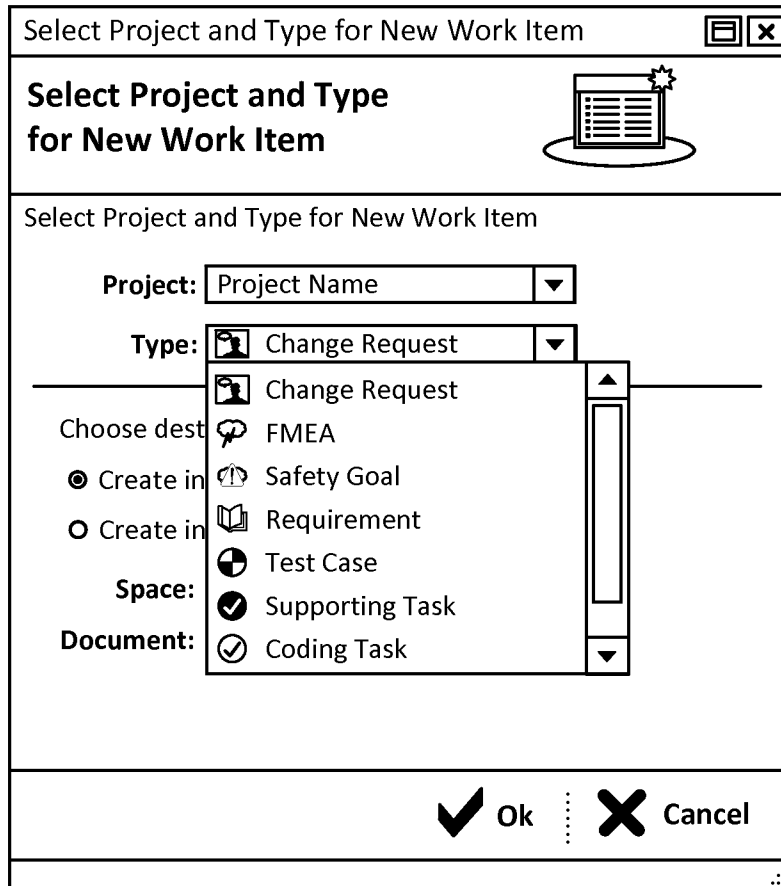 Select Project and Type for New Work Item
Select Project and Type
for New Work Item
Select Project and Type for New Work Item
Project: Project Name
Type: Change Request
Change Request
Choose dest
FMEA
Create in
Safety Goal
Requirement
Create in
Test Case
Space:
Supporting Task
Document:
Coding Task
Ok
Cancel